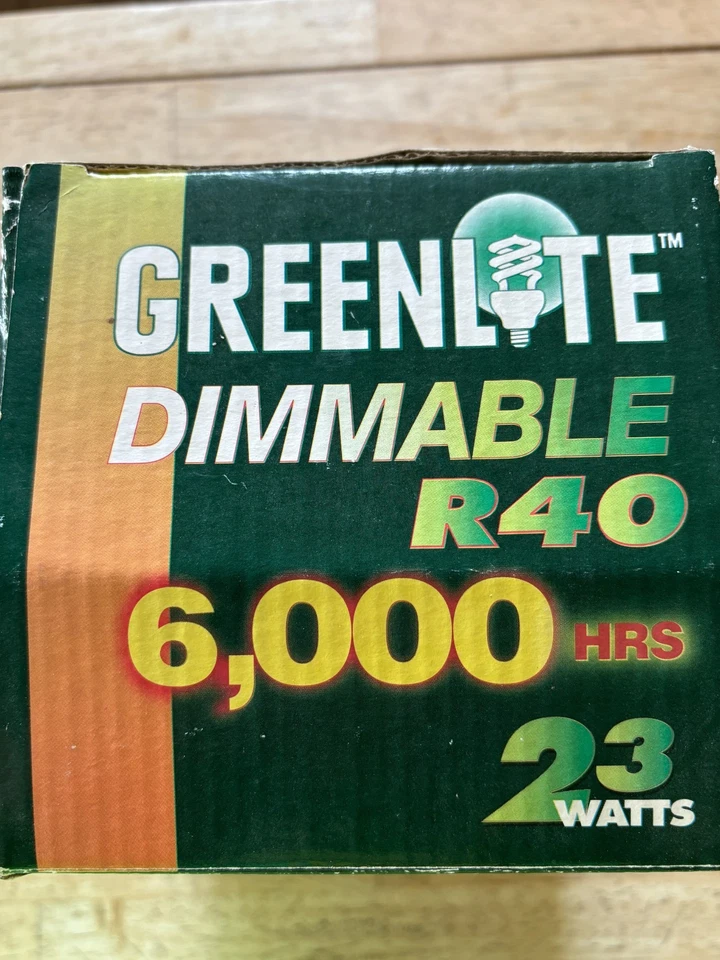 GREENLITE™
DIMMABLE
R40
6,000 HRS
23
WATTS